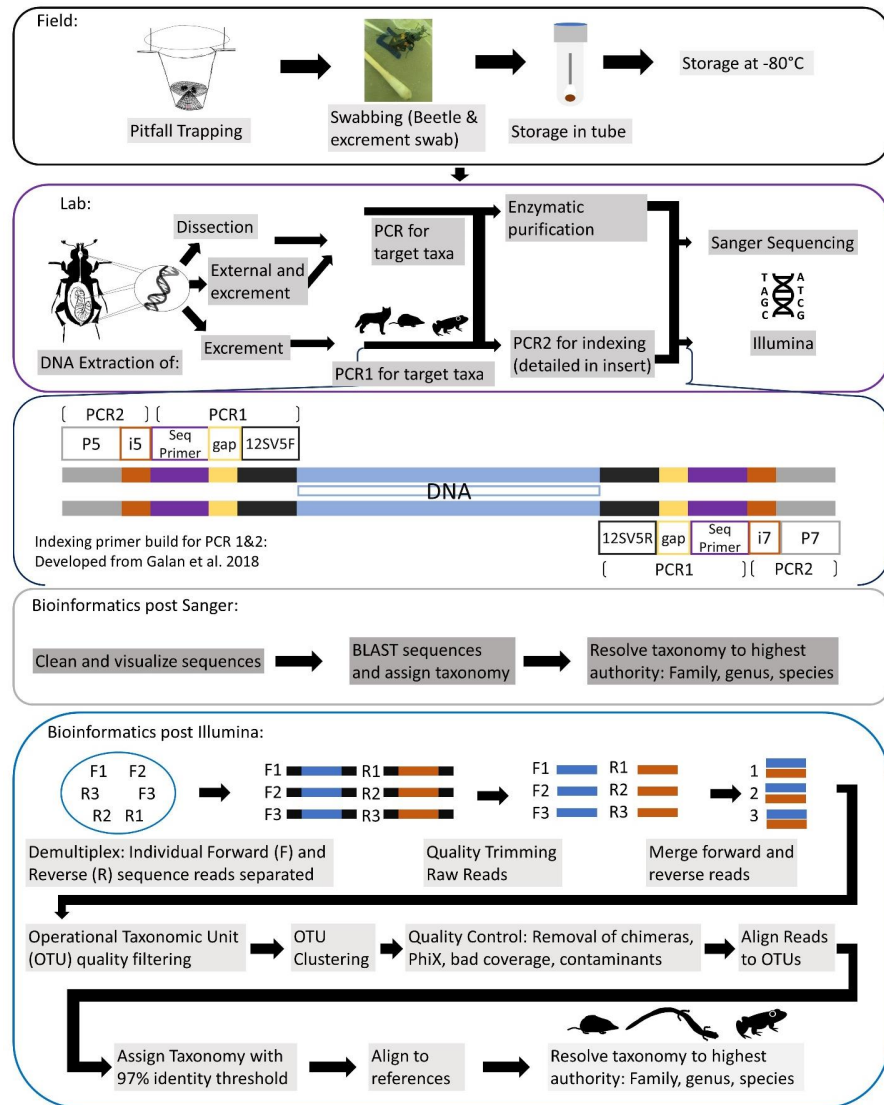 Field:
Pitfall Trapping
Swabbing (Beetle &
excrement swab)
Storage in tube
Storage at -80°C
Lab:
Dissection
External and
excrement
Excrement
DNA Extraction of:
PCR for
target taxa
PCR1 for target taxa
Enzymatic
purification
PCR2 for indexing
(detailed in insert)
Sanger Sequencing
T A
A T
G C
C G
Illumina
PCR2 PCR1
P5 i5 Seq Primer gap 12SV5F
DNA
Indexing primer build for PCR 1&2:
Developed from Galan et al. 2018
12SV5R gap Seq Primer i7 P7
PCR1 PCR2
Bioinformatics post Sanger:
Clean and visualize sequences
BLAST sequences
and assign taxonomy
Resolve taxonomy to highest
authority: Family, genus, species
Bioinformatics post Illumina:
F1 F2
R3 F3
R2 R1
F1 R1
F2 R2
F3 R3
F1 R1
F2 R2
F3 R3
1
2
3
Demultiplex: Individual Forward (F) and
Reverse (R) sequence reads separated
Quality Trimming
Raw Reads
Merge forward and
reverse reads
Operational Taxonomic Unit
(OTU) quality filtering
OTU
Clustering
Quality Control: Removal of chimeras,
PhiX, bad coverage, contaminants
Align Reads
to OTUs
Assign Taxonomy with
97% identity threshold
Align to
references
Resolve taxonomy to highest
authority: Family, genus, species